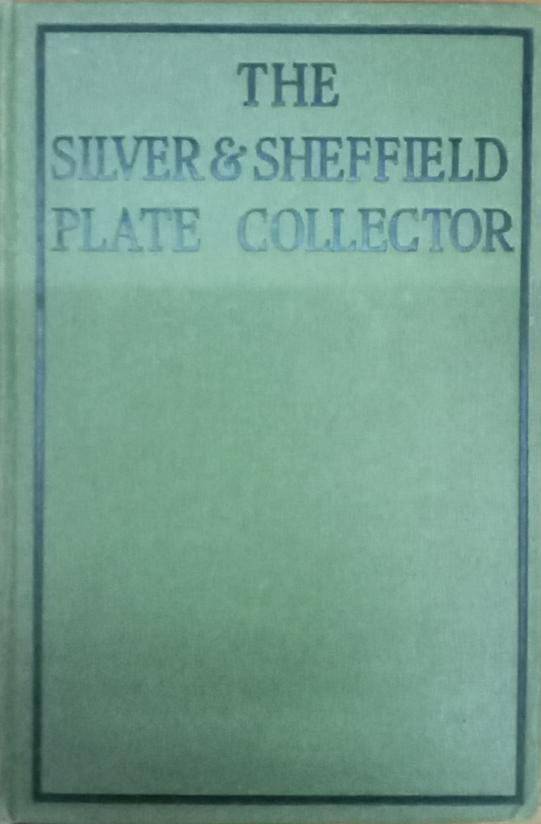 THE
SILVER & SHEFFIELD
PLATE COLLECTOR